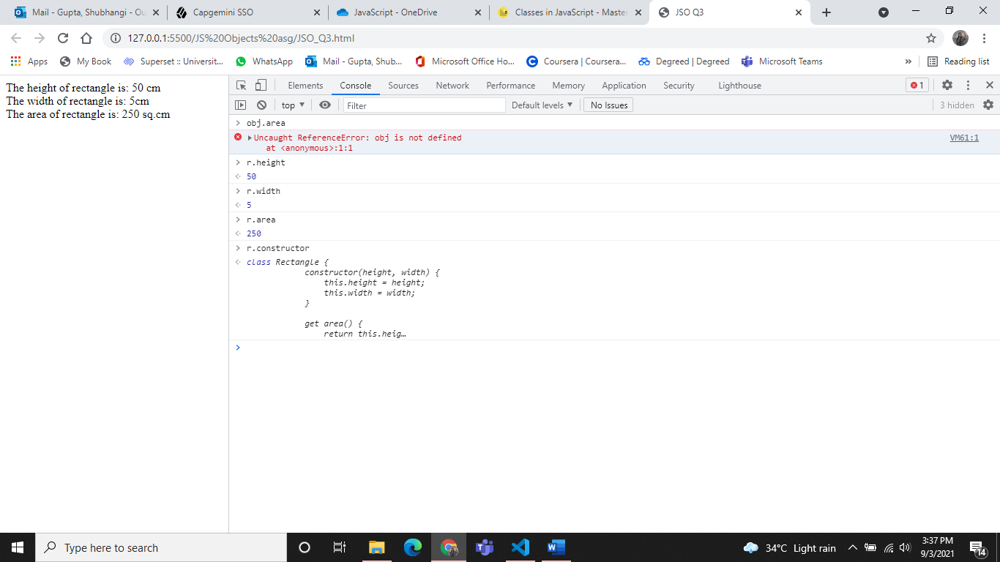 Mail - Gupta, Shubhangi - Ou
Capgemini SSO
JavaScript - OneDrive
Classes in JavaScript - Master
JSO Q3
127.0.0.1:5500/JS%20Objects%20asg/JSO_Q3.html
Apps My Book Superset :: Universit... WhatsApp Mail - Gupta, Shub... Microsoft Office Ho... Coursera | Coursera... Degreed | Degreed Microsoft Teams » Reading list
The height of rectangle is: 50 cm
The width of rectangle is: 5cm
The area of rectangle is: 250 sq.cm
Elements Console Sources Network Performance Memory Application Security Lighthouse 1
top Filter Default levels No Issues 3 hidden
obj.area
Uncaught ReferenceError: obj is not defined VM61:1
at <anonymous>:1:1
r.height
50
r.width
5
r.area
250
r.constructor
class Rectangle {
constructor(height, width) {
this.height = height;
this.width = width;
}
get area() {
return this.heig…
Type here to search
34°C Light rain
3:37 PM
9/3/2021
14